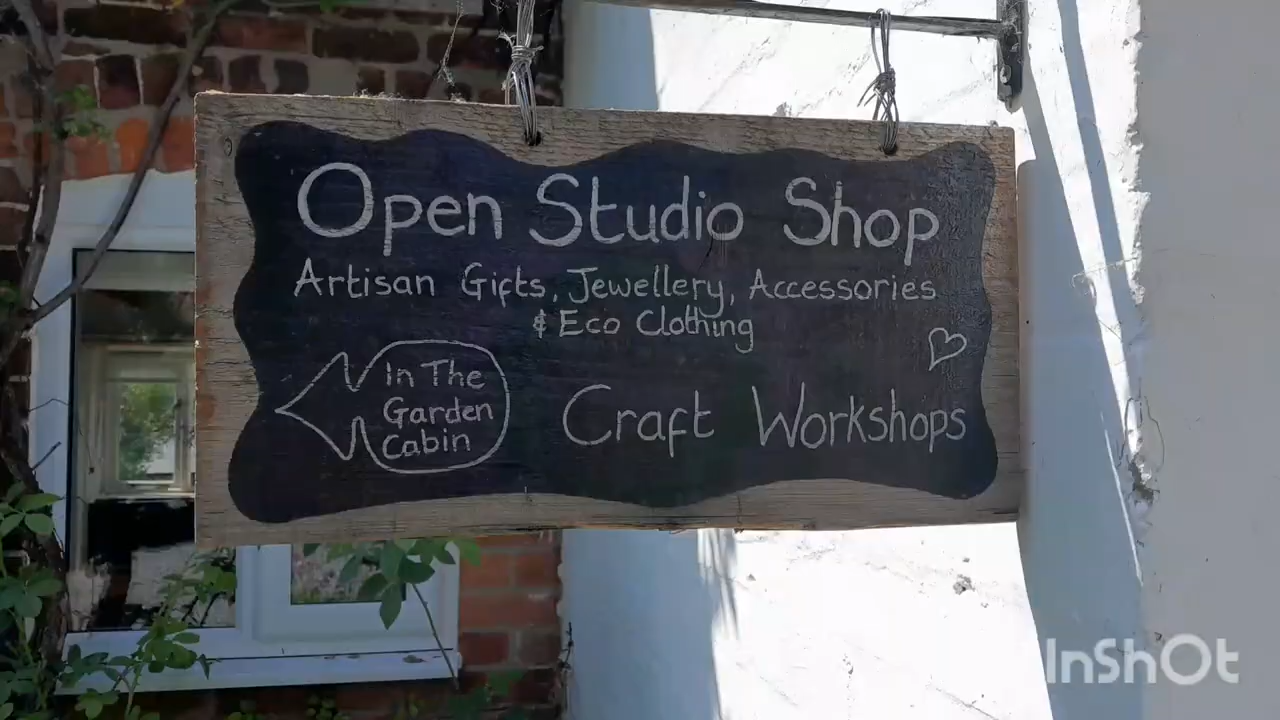 Open Studio Shop
Artisan Gifts, Jewellery, Accessories
& Eco Clothing
In The
Garden
Cabin
Craft Workshops
InShOt